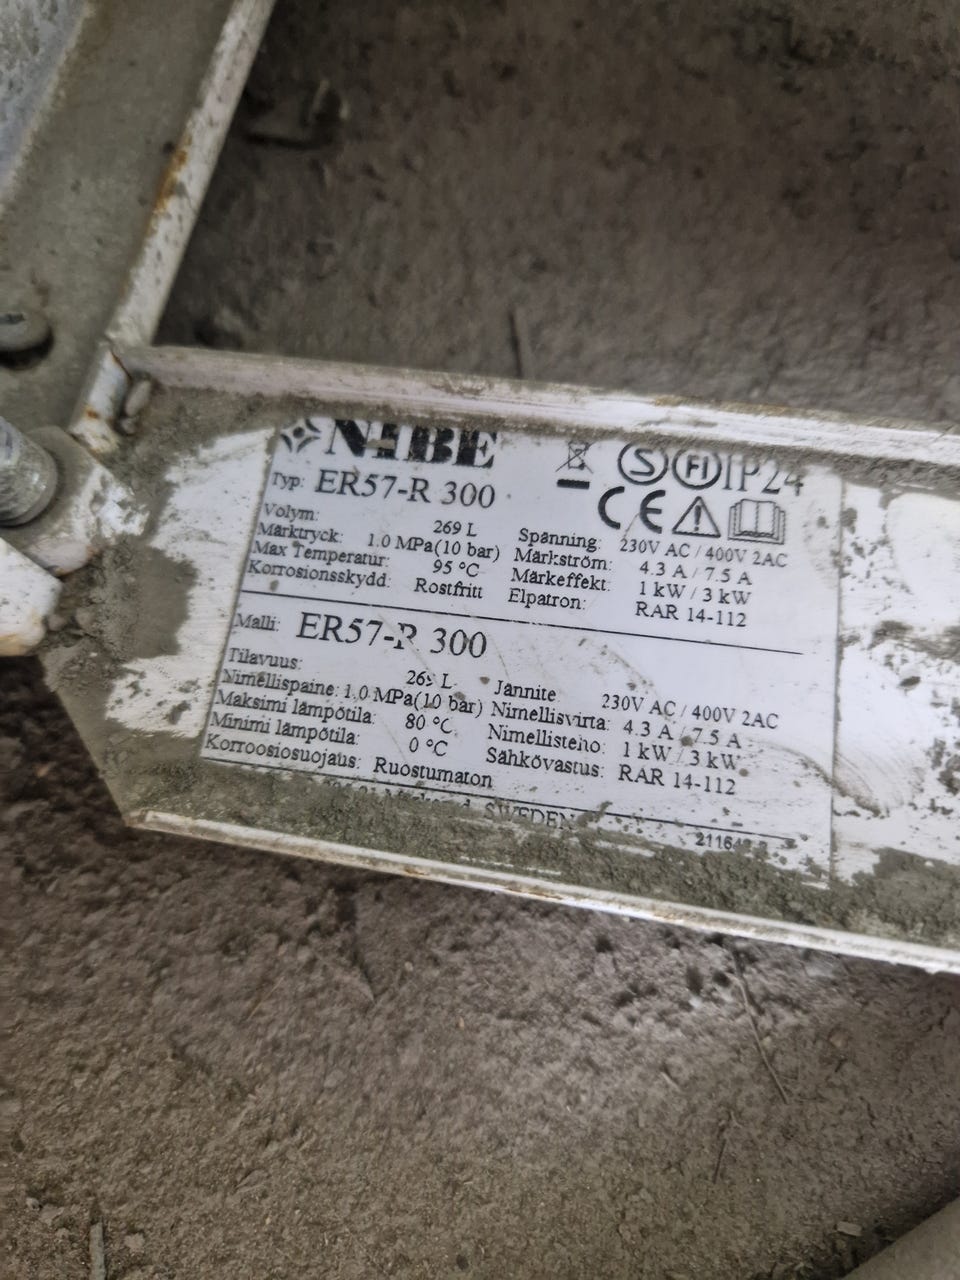 NIBE
IP24
Typ: ER57-R 300
CE
Volym: 269 L
Märktryck: 1.0 MPa(10 bar)
Max Temperatur: 95 °C
Korrosionsskydd: Rostfritt
Spänning: 230V AC / 400V 2AC
Märkström: 4.3 A / 7.5 A
Märkeffekt: 1 kW / 3 kW
Elpatron: RAR 14-112
Malli: ER57-R 300
Tilavuus: 269 L
Nimellispaine: 1.0 MPa(10 bar)
Maksimi lämpötila: 80 °C
Minimi lämpötila: 0 °C
Korroosiosuojaus: Ruostumaton
Jännite 230V AC / 400V 2AC
Nimellisvirta: 4.3 A / 7.5 A
Nimellisteho: 1 kW / 3 kW
Sähkövastus: RAR 14-112
SWEDEN